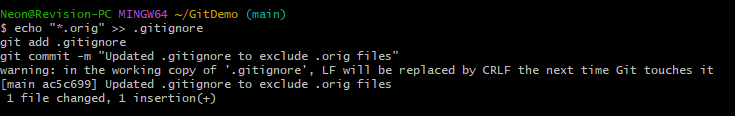 Neon@Revision-PC MINGW64 ~/GitDemo (main)
$ echo "*.orig" >> .gitignore
git add .gitignore
git commit -m "Updated .gitignore to exclude .orig files"
warning: in the working copy of '.gitignore', LF will be replaced by CRLF the next time Git touches it
[main ac5c699] Updated .gitignore to exclude .orig files
 1 file changed, 1 insertion(+)